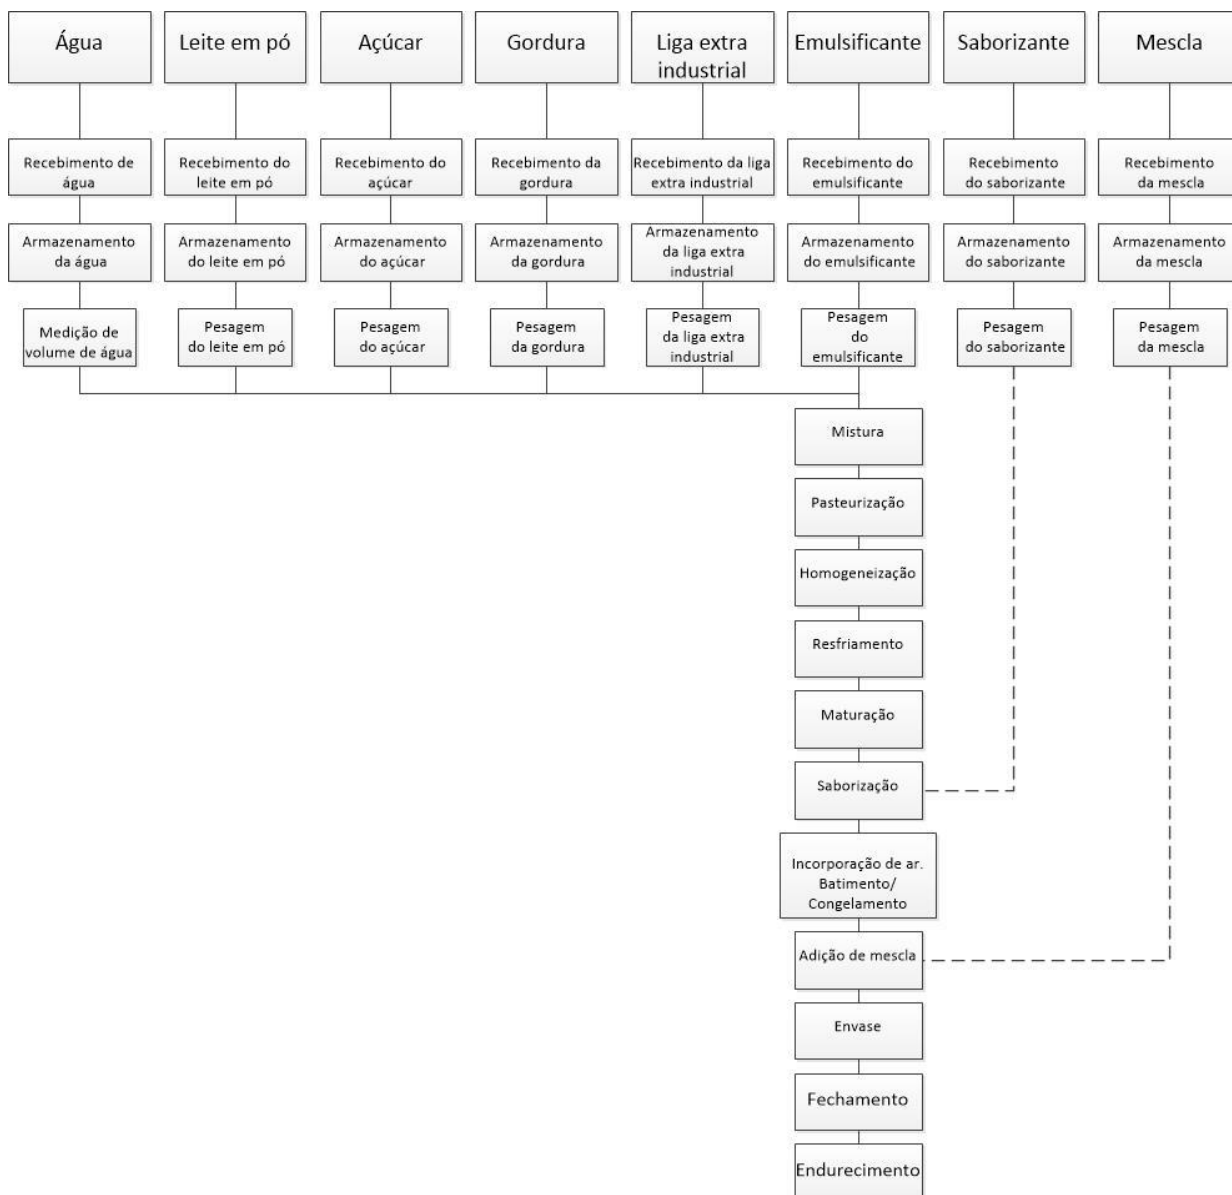 Água
Leite em pó
Açúcar
Gordura
Liga extra
industrial
Emulsificante
Saborizante
Mescla
Recebimento de
água
Recebimento do
leite em pó
Recebimento do
açúcar
Recebimento da
gordura
Recebimento da liga
extra industrial
Recebimento do
emulsificante
Recebimento
do saborizante
Recebimento
da mescla
Armazenamento
da água
Armazenamento
do leite em pó
Armazenamento
do açúcar
Armazenamento
da gordura
Armazenamento
da liga extra
industrial
Armazenamento
do emulsificante
Armazenamento
do saborizante
Armazenamento
da mescla
Medição de
volume de água
Pesagem
do leite em pó
Pesagem
do açúcar
Pesagem
da gordura
Pesagem
da liga extra
industrial
Pesagem
do
emulsificante
Pesagem
do saborizante
Pesagem
da mescla
Mistura
Pasteurização
Homogeneização
Resfriamento
Maturação
Saborização
Incorporação de ar.
Batimento/
Congelamento
Adição de mescla
Envase
Fechamento
Endurecimento